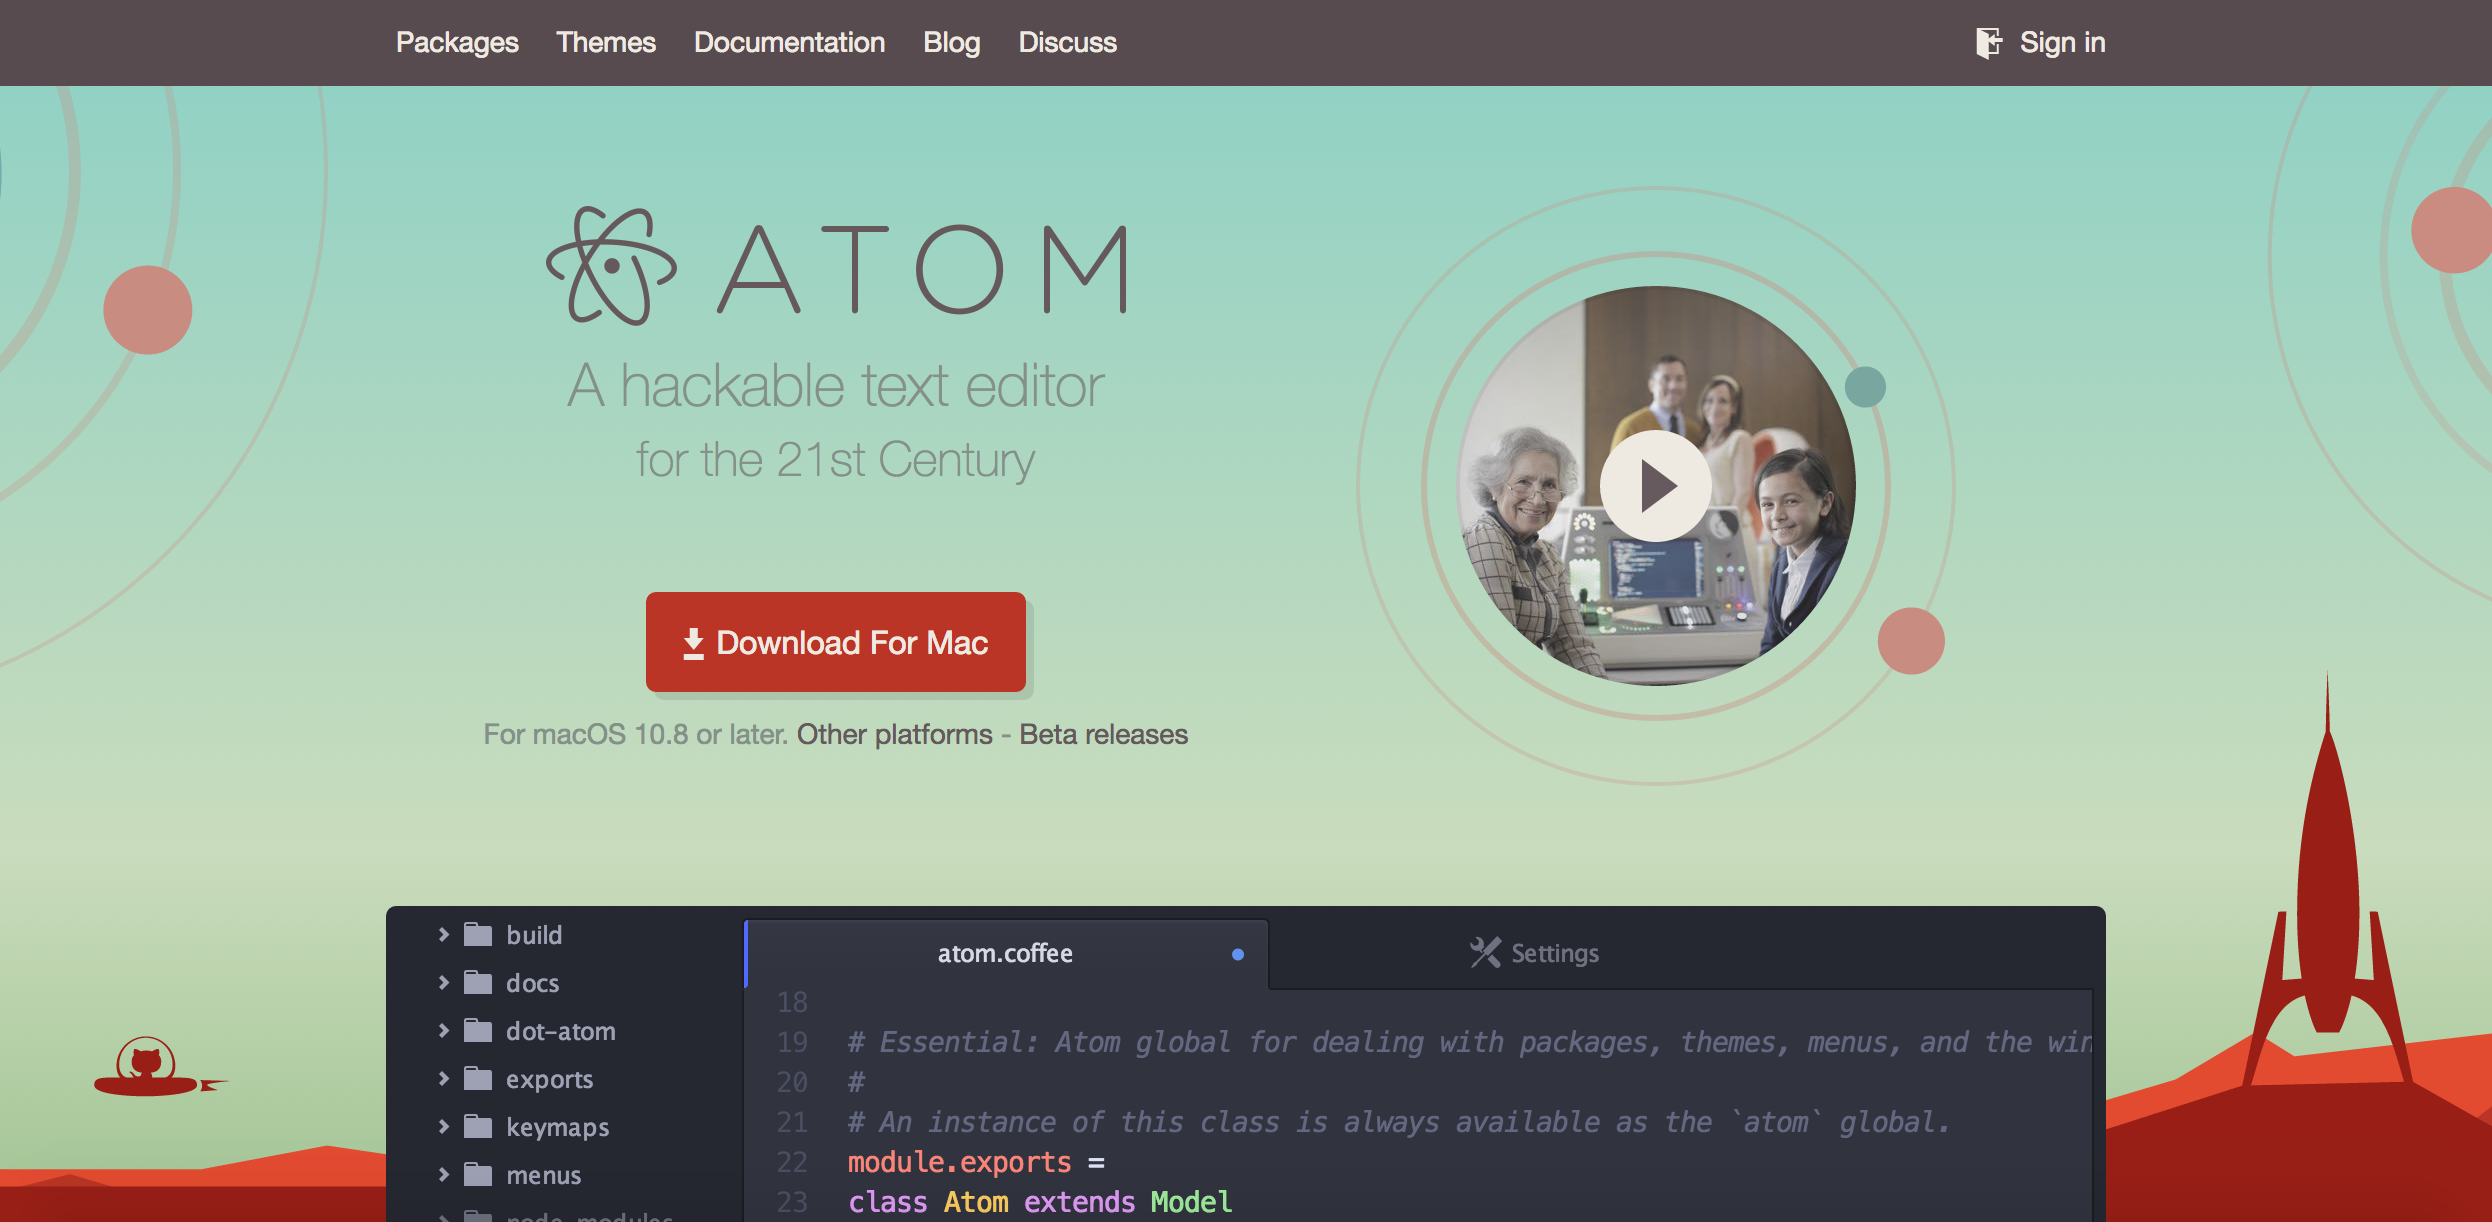 Packages Themes Documentation Blog Discuss Sign in
ATOM
A hackable text editor
for the 21st Century
Download For Mac
For macOS 10.8 or later. Other platforms - Beta releases
build
docs
dot-atom
exports
keymaps
menus
node_modules
atom.coffee Settings
18
19 # Essential: Atom global for dealing with packages, themes, menus, and the win
20 #
21 # An instance of this class is always available as the `atom` global.
22 module.exports =
23 class Atom extends Model